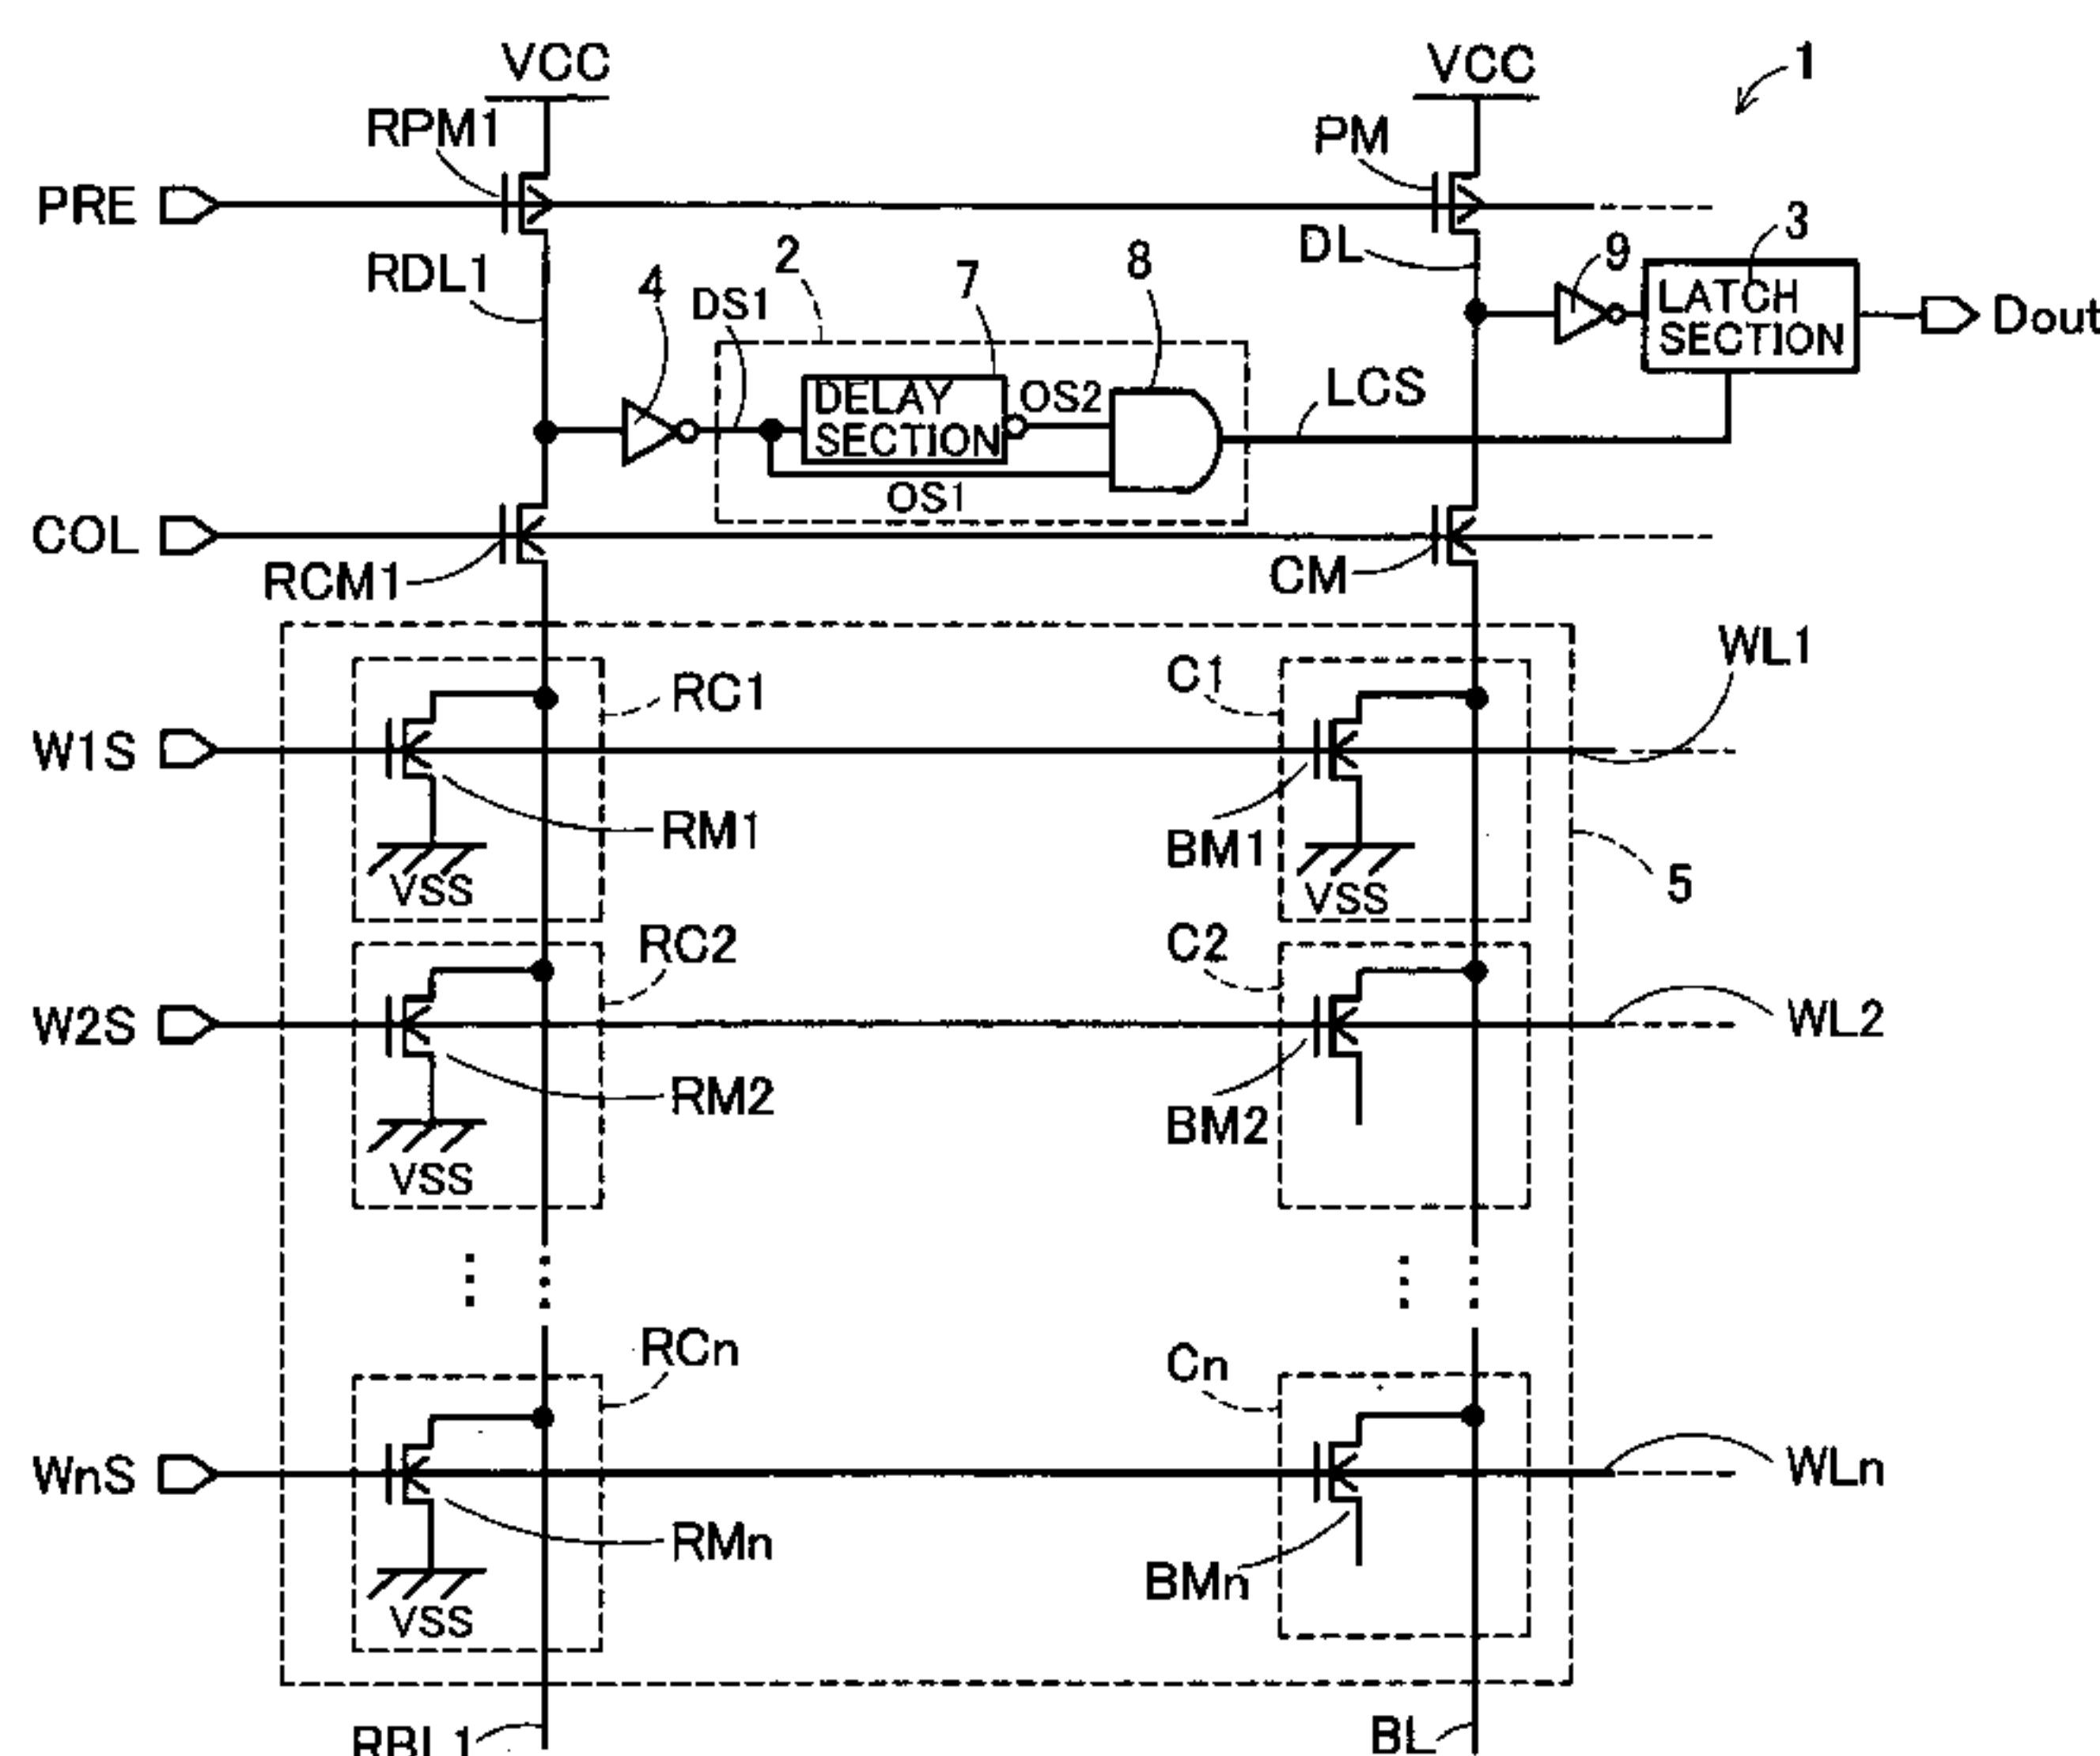 VCC
VCC
1
RPM1
PM
PRE
RDL1
4
DS1
2
7
8
DL
9
3
LATCH
SECTION
Dout
DELAY
SECTION
OS2
OS1
LCS
COL
RCM1
CM
WL1
RC1
C1
W1S
RM1
BM1
VSS
VSS
5
RC2
C2
W2S
WL2
RM2
BM2
VSS
RCn
Cn
WnS
WLn
RMn
BMn
VSS
RBL1
BL